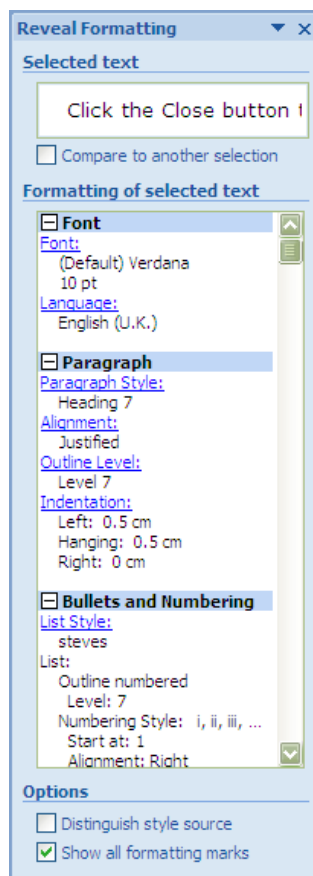 Reveal Formatting
Selected text
Click the Close button t
Compare to another selection
Formatting of selected text
Font
Font:
(Default) Verdana
10 pt
Language:
English (U.K.)
Paragraph
Paragraph Style:
Heading 7
Alignment:
Justified
Outline Level:
Level 7
Indentation:
Left: 0.5 cm
Hanging: 0.5 cm
Right: 0 cm
Bullets and Numbering
List Style:
steves
List:
Outline numbered
Level: 7
Numbering Style: i, ii, iii, ...
Start at: 1
Alignment: Right
Options
Distinguish style source
Show all formatting marks